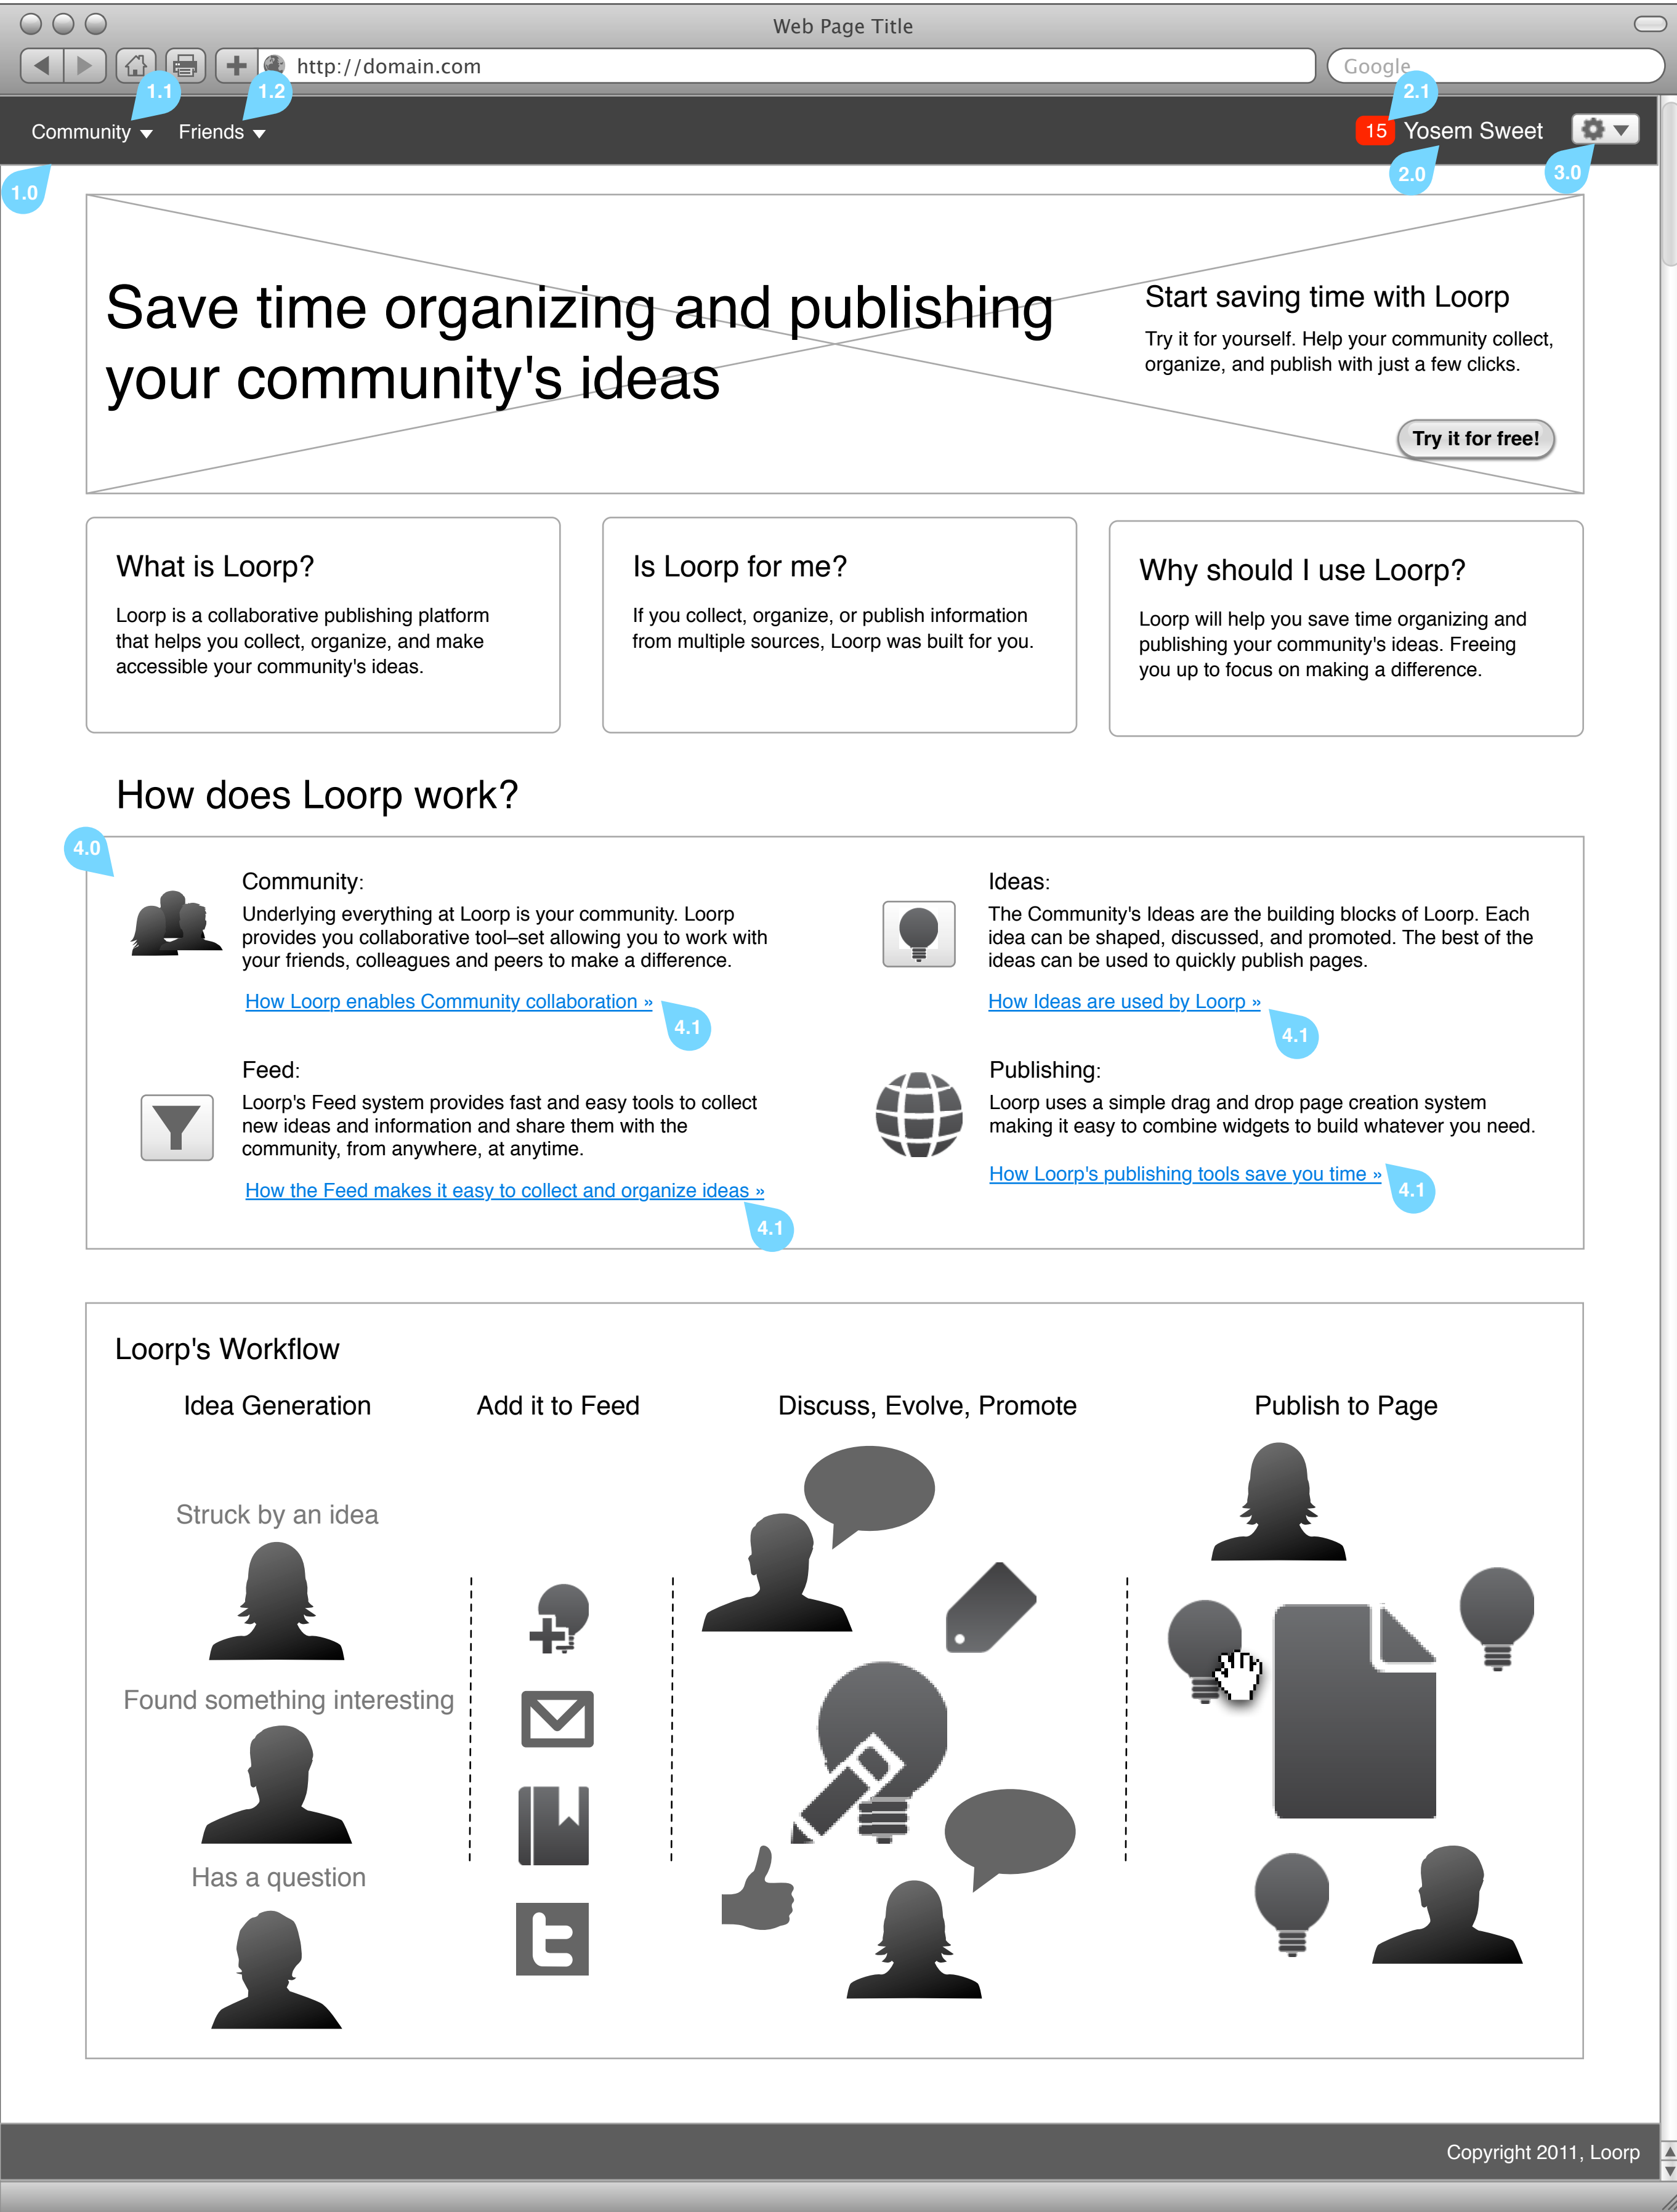 Web Page Title
http://domain.com
Google
1.1
1.2
2.1
Community
Friends
15
Yosem Sweet
1.0
2.0
3.0
Save time organizing and publishing
your community's ideas
Start saving time with Loorp
Try it for yourself. Help your community collect,
organize, and publish with just a few clicks.
Try it for free!
What is Loorp?
Loorp is a collaborative publishing platform
that helps you collect, organize, and make
accessible your community's ideas.
Is Loorp for me?
If you collect, organize, or publish information
from multiple sources, Loorp was built for you.
Why should I use Loorp?
Loorp will help you save time organizing and
publishing your community's ideas. Freeing
you up to focus on making a difference.
How does Loorp work?
4.0
Community:
Underlying everything at Loorp is your community. Loorp
provides you collaborative tool–set allowing you to work with
your friends, colleagues and peers to make a difference.
How Loorp enables Community collaboration »
4.1
Ideas:
The Community's Ideas are the building blocks of Loorp. Each
idea can be shaped, discussed, and promoted. The best of the
ideas can be used to quickly publish pages.
How Ideas are used by Loorp »
4.1
Feed:
Loorp's Feed system provides fast and easy tools to collect
new ideas and information and share them with the
community, from anywhere, at anytime.
How the Feed makes it easy to collect and organize ideas »
4.1
Publishing:
Loorp uses a simple drag and drop page creation system
making it easy to combine widgets to build whatever you need.
How Loorp's publishing tools save you time »
4.1
Loorp's Workflow
Idea Generation
Add it to Feed
Discuss, Evolve, Promote
Publish to Page
Struck by an idea
Found something interesting
Has a question
Copyright 2011, Loorp